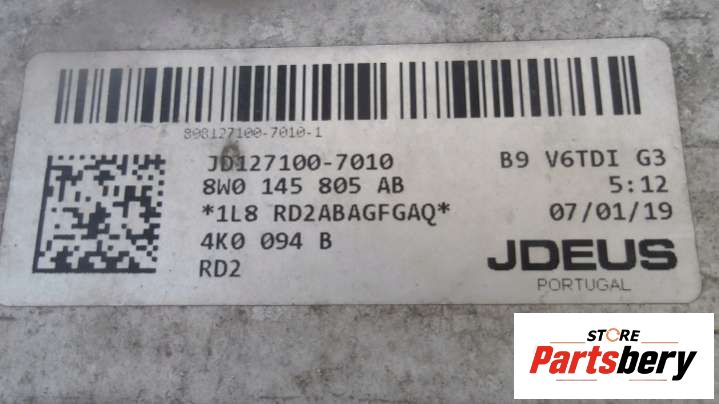 808127100-7010-1
JD127100-7010
B9 V6TDI G3
8W0 145 805 AB
5:12
*1L8 RD2ABAGFGAQ*
07/01/19
4K0 094 B
RD2
JDEUS
PORTUGAL
STORE
Partsbery